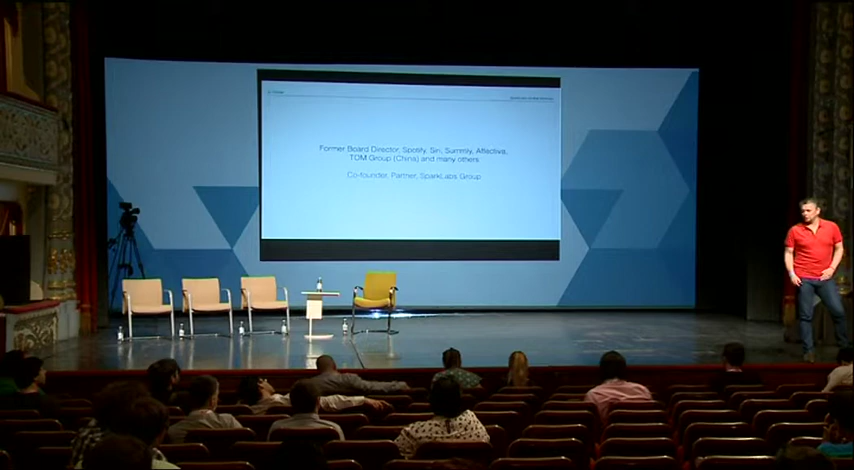 Former Board Director, Spotify, Siri, Summly, Affectiva,
TOM Group (China) and many others
Co-founder, Partner, SparkLabs Group